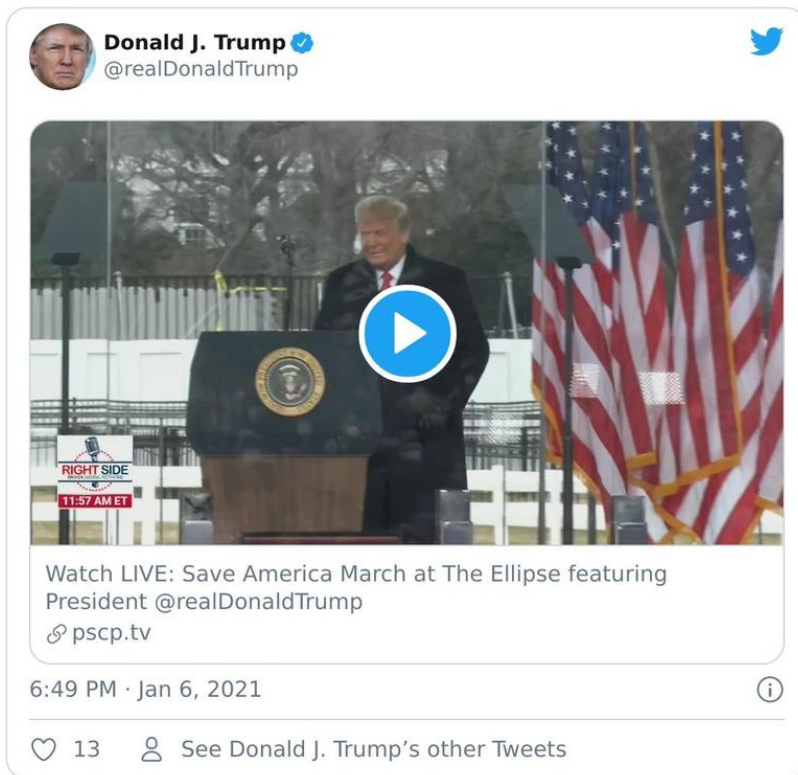 Donald J. Trump
@realDonaldTrump
RIGHT SIDE
11:57 AM ET
Watch LIVE: Save America March at The Ellipse featuring
President @realDonaldTrump
pscp.tv
6:49 PM · Jan 6, 2021
13 See Donald J. Trump’s other Tweets